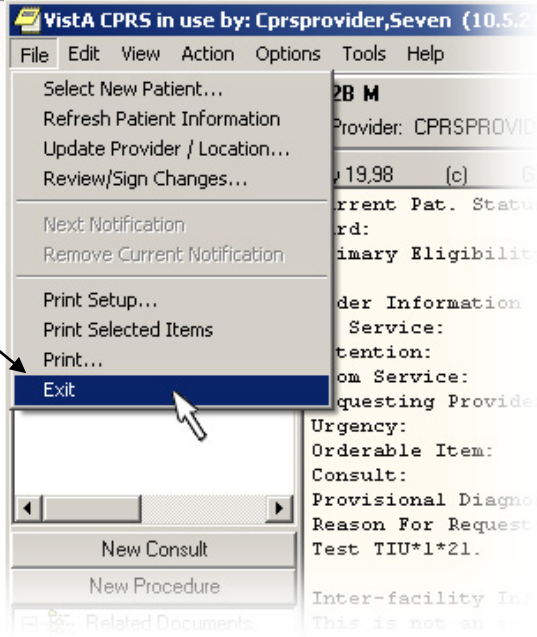 VistA CPRS in use by: Cprsprovider,Seven (10.5.2
File Edit View Action Options Tools Help
Select New Patient...
Refresh Patient Information
Update Provider / Location...
Review/Sign Changes...
Next Notification
Remove Current Notification
Print Setup...
Print Selected Items
Print...
Exit
2B M
Provider: CPRSPROVID
19,98 (c) G
rrent Pat. Statu
rd:
imary Eligibilit
der Information
Service:
tention:
om Service:
questing Provide
Urgency:
Orderable Item:
Consult:
Provisional Diagno
Reason For Request
Test TIU*1*21.
Inter-facility In
This is not an
New Consult
New Procedure
Related Documents